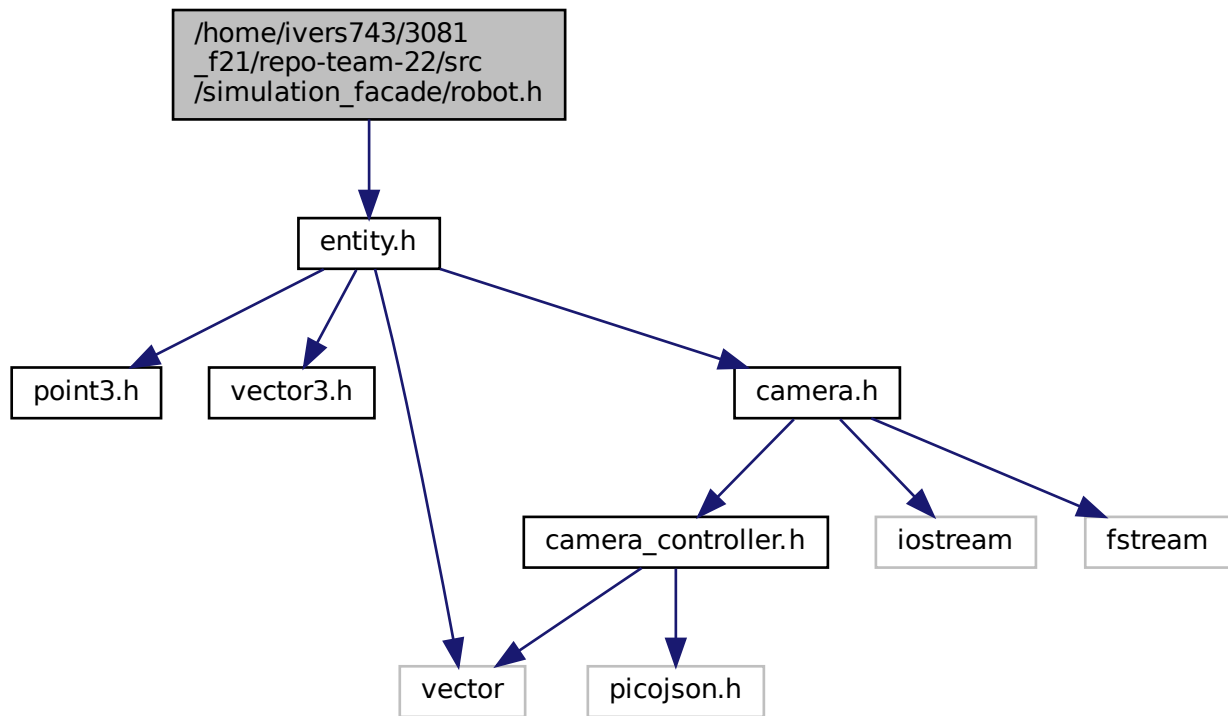 /home/ivers743/3081
_f21/repo-team-22/src
/simulation_facade/robot.h
entity.h
point3.h
vector3.h
camera.h
camera_controller.h
iostream
fstream
vector
picojson.h